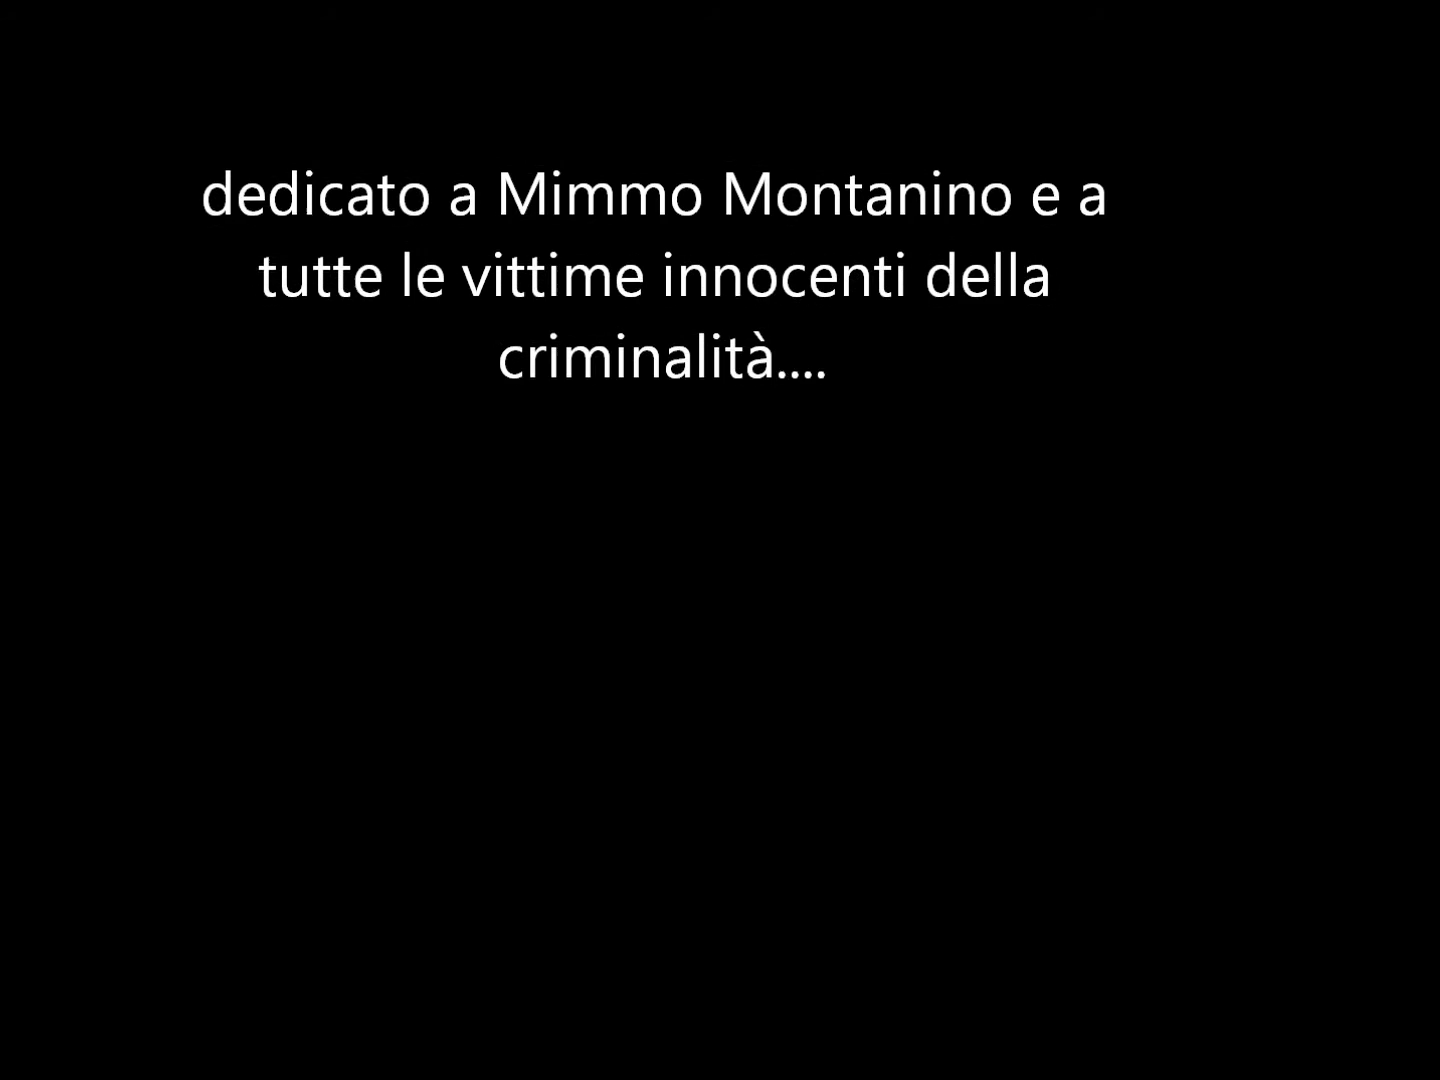 dedicato a Mimmo Montanino e a
tutte le vittime innocenti della
criminalità....